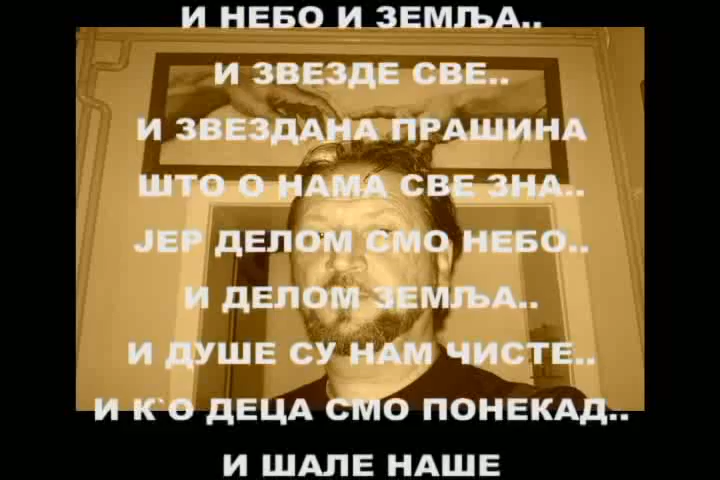 И НЕБО И ЗЕМЉА..
И ЗВЕЗДЕ СВЕ..
И ЗВЕЗДАНА ПРАШИНА
ШТО О НАМА СВЕ ЗНА..
ЈЕР ДЕЛОМ СМО НЕБО..
И ДЕЛОМ ЗЕМЉА..
И ДУШЕ СУ НАМ ЧИСТЕ..
И К`О ДЕЦА СМО ПОНЕКАД..
И ШАЛЕ НАШЕ